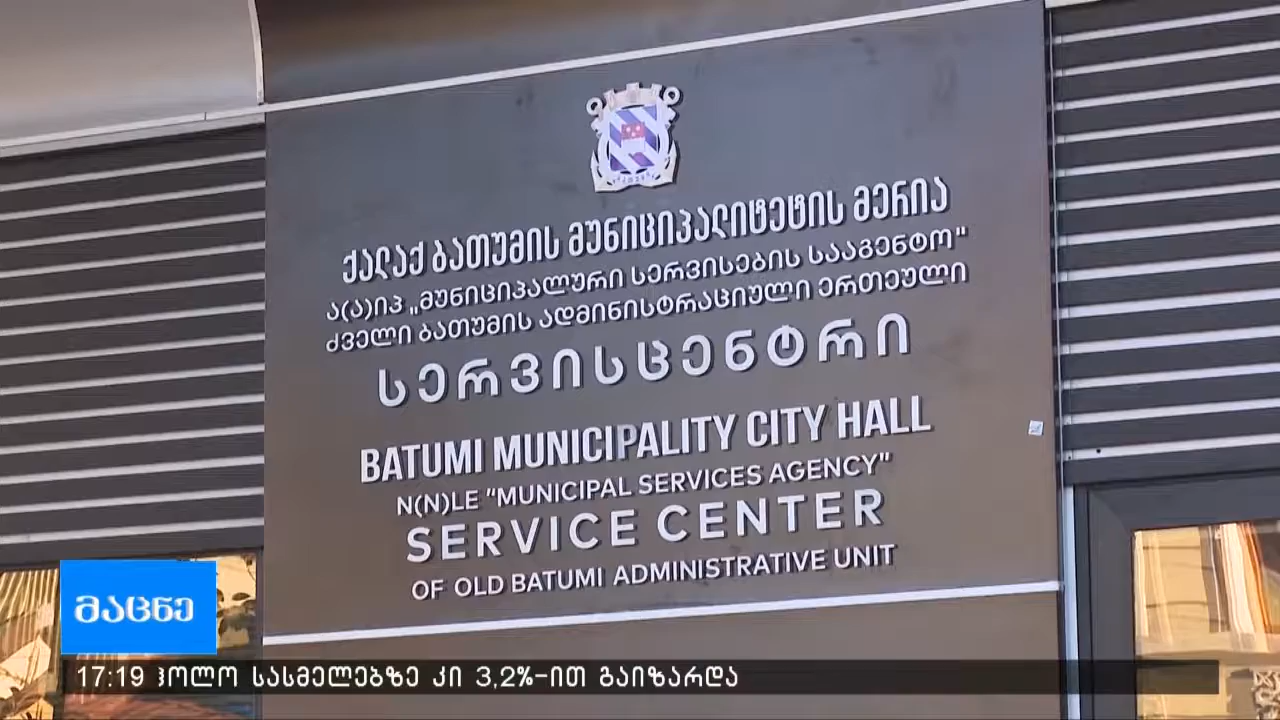 ქალაქ ბათუმის მუნიციპალიტეტის მერია
ა(ა)იპ „მუნიციპალური სერვისების სააგენტო"
ძველი ბათუმის ადმინისტრაციული ერთეული
სერვისცენტრი
BATUMI MUNICIPALITY CITY HALL
N(N)LE "MUNICIPAL SERVICES AGENCY"
SERVICE CENTER
OF OLD BATUMI ADMINISTRATIVE UNIT
მაცნე
17:19 ჰოლო სასმელებზე კი 3,2%-ით გაიზარდა